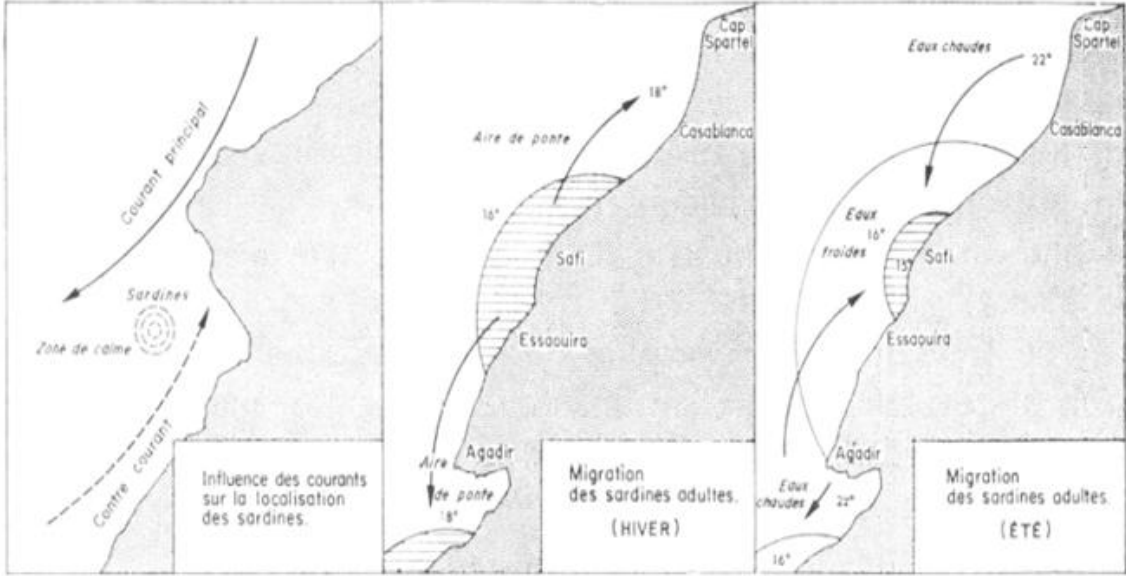 Courant principal
Sardines
Zone de calme
Contre courant
Influence des courants
sur la localisation
des sardines.
Cap
Spartel
18°
Aire de ponte
Casablanca
16°
Safi
Essaouira
Agadir
Aire
de ponte
18°
Migration
des sardines adultes.
(HIVER)
Cap
Spartel
Eaux chaudes
22°
Casablanca
Eaux
froides
16°
15°
Safi
Essaouira
Agadir
Eaux
chaudes
22°
16°
Migration
des sardines adultes.
(ÉTÉ)